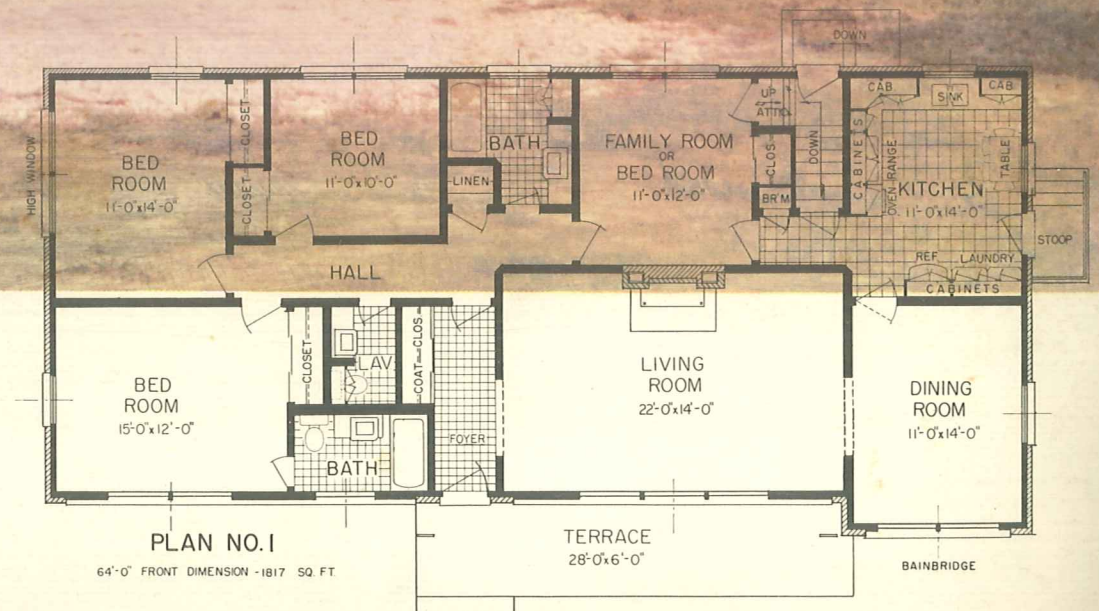 DOWN
HIGH WINDOW
BED
ROOM
11'-0"x14'-0"
CLOSET
CLOSET
BED
ROOM
11'-0"x10'-0"
BATH
LINEN
FAMILY ROOM
OR
BED ROOM
11'-0"x12'-0"
UP
ATTIC
CLOS
BR'M
DOWN
CAB
SINK
CAB
CABINETS
OVEN RANGE
TABLE
KITCHEN
11'-0"x14'-0"
REF.
LAUNDRY
CABINETS
STOOP
HALL
BED
ROOM
15'-0"x12'-0"
CLOSET
LAV.
COAT-CLOS
BATH
FOYER
LIVING
ROOM
22'-0"x14'-0"
DINING
ROOM
11'-0"x14'-0"
TERRACE
28'-0"x6'-0"
PLAN NO.1
64'-0" FRONT DIMENSION -1817 SQ. FT.
BAINBRIDGE